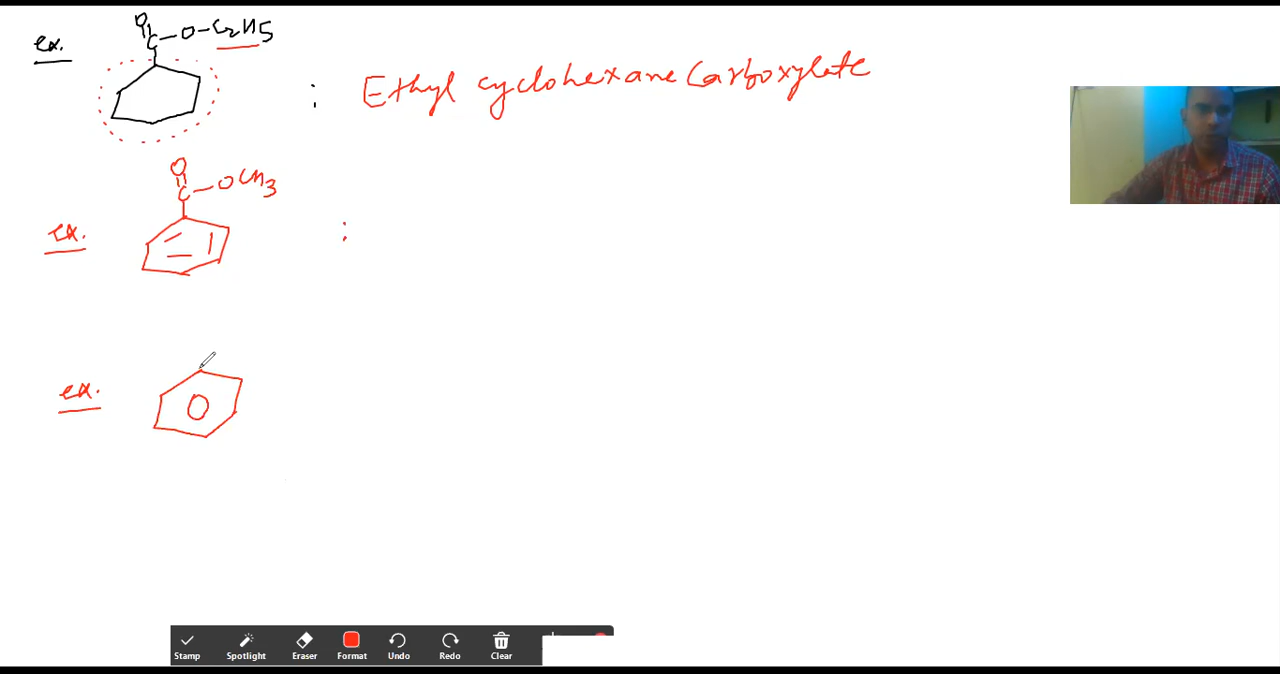 O
ex. C-O-C2H5
: Ethyl cyclohexane Carboxylate
O
C-OCH3
ex. :
ex.
Stamp Spotlight Eraser Format Undo Redo Clear